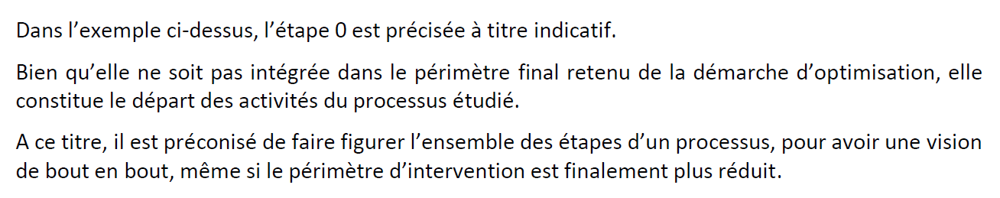 Dans l’exemple ci-dessus, l’étape 0 est précisée à titre indicatif.
Bien qu’elle ne soit pas intégrée dans le périmètre final retenu de la démarche d’optimisation, elle
constitue le départ des activités du processus étudié.
A ce titre, il est préconisé de faire figurer l’ensemble des étapes d’un processus, pour avoir une vision
de bout en bout, même si le périmètre d’intervention est finalement plus réduit.